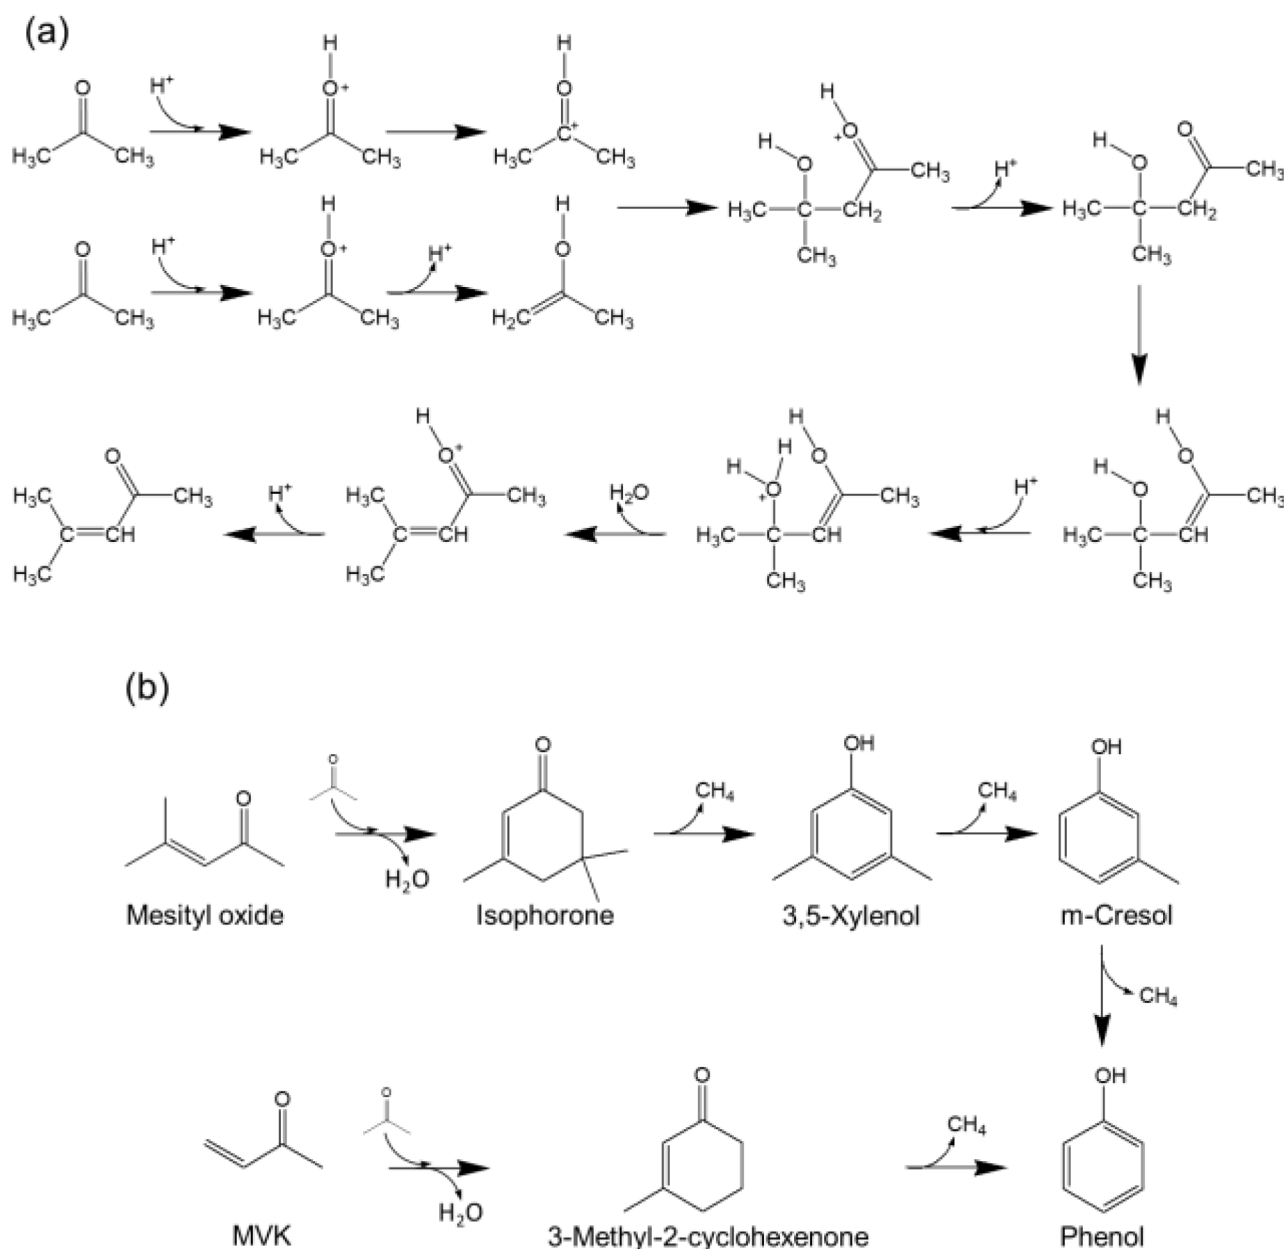 (a)
O
H₃C CH₃
H⁺
H
O⁺
H₃C CH₃
H
O
C⁺
H₃C CH₃
O
H₃C CH₃
H⁺
H
O⁺
H₃C CH₃
H⁺
H
O
H₂C CH₃
H
H O O⁺
CH₃
H₃C C CH₂
CH₃
H⁺
O
H O
CH₃
H₃C C CH₂
CH₃
H
H O O
CH₃
H₃C C CH
CH₃
H⁺
H H H
O⁺ O
CH₃
H₃C C CH
CH₃
H₂O
H
O⁺
H₃C CH₃
CH
H₃C
H⁺
O
H₃C CH₃
CH
H₃C
(b)
O
Mesityl oxide
O
H₂O
O
Isophorone
CH₄
OH
3,5-Xylenol
CH₄
OH
m-Cresol
CH₄
O
MVK
O
H₂O
O
3-Methyl-2-cyclohexenone
CH₄
OH
Phenol